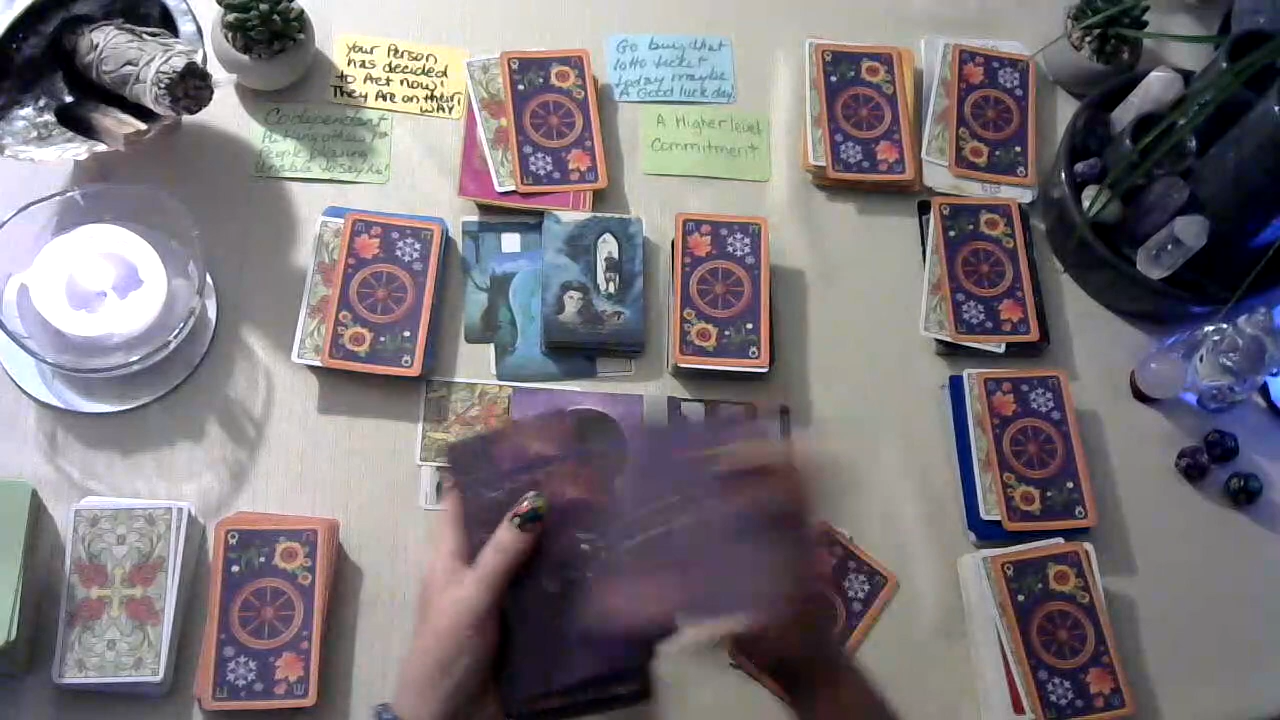 Your Person
has decided
to Act now!
They Are on their
WAY
Go buy that
lotto ticket
today maybe
A Good luck day.
Codependent
People
A Higher level
Commitment